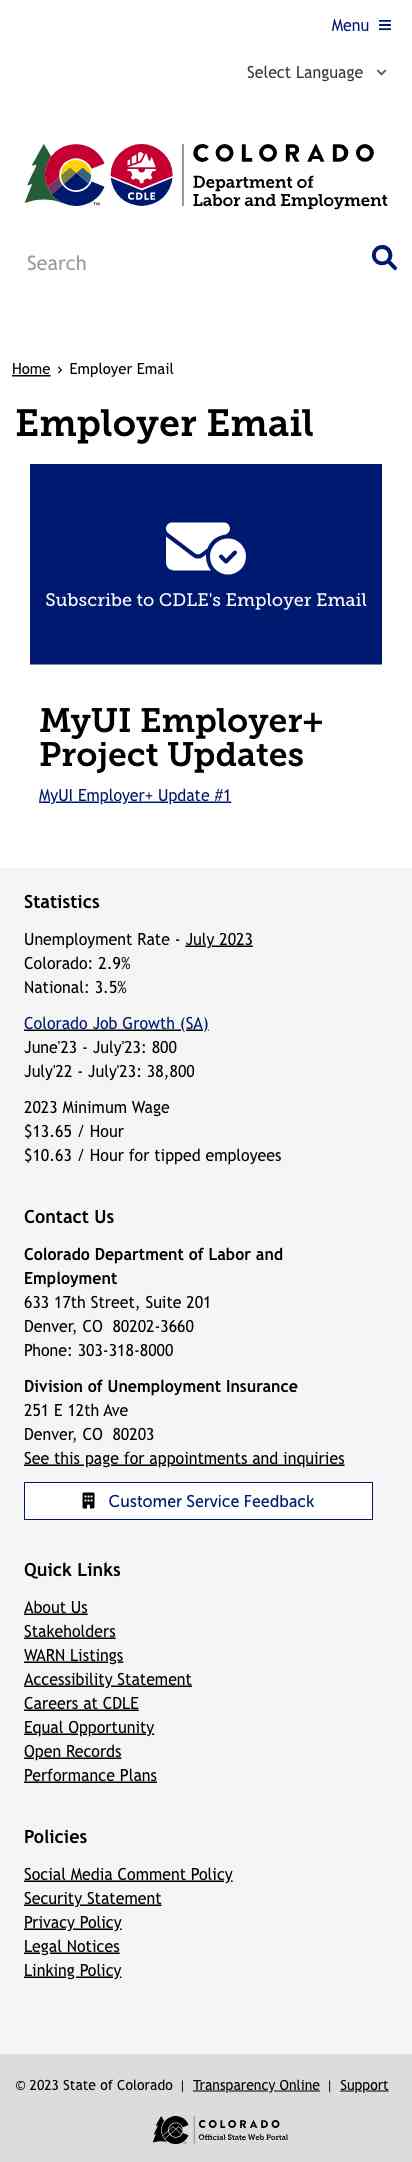 Menu
Select Language
CDLE
TM
COLORADO
Department of
Labor and Employment
Search
Home › Employer Email
Employer Email
Subscribe to CDLE's Employer Email
MyUI Employer+
Project Updates
MyUI Employer+ Update #1
Statistics
Unemployment Rate - July 2023
Colorado: 2.9%
National: 3.5%
Colorado Job Growth (SA)
June'23 - July'23: 800
July'22 - July'23: 38,800
2023 Minimum Wage
$13.65 / Hour
$10.63 / Hour for tipped employees
Contact Us
Colorado Department of Labor and
Employment
633 17th Street, Suite 201
Denver, CO  80202-3660
Phone: 303-318-8000
Division of Unemployment Insurance
251 E 12th Ave
Denver, CO  80203
See this page for appointments and inquiries
Customer Service Feedback
Quick Links
About Us
Stakeholders
WARN Listings
Accessibility Statement
Careers at CDLE
Equal Opportunity
Open Records
Performance Plans
Policies
Social Media Comment Policy
Security Statement
Privacy Policy
Legal Notices
Linking Policy
© 2023 State of Colorado | Transparency Online | Support
COLORADO
Official State Web Portal